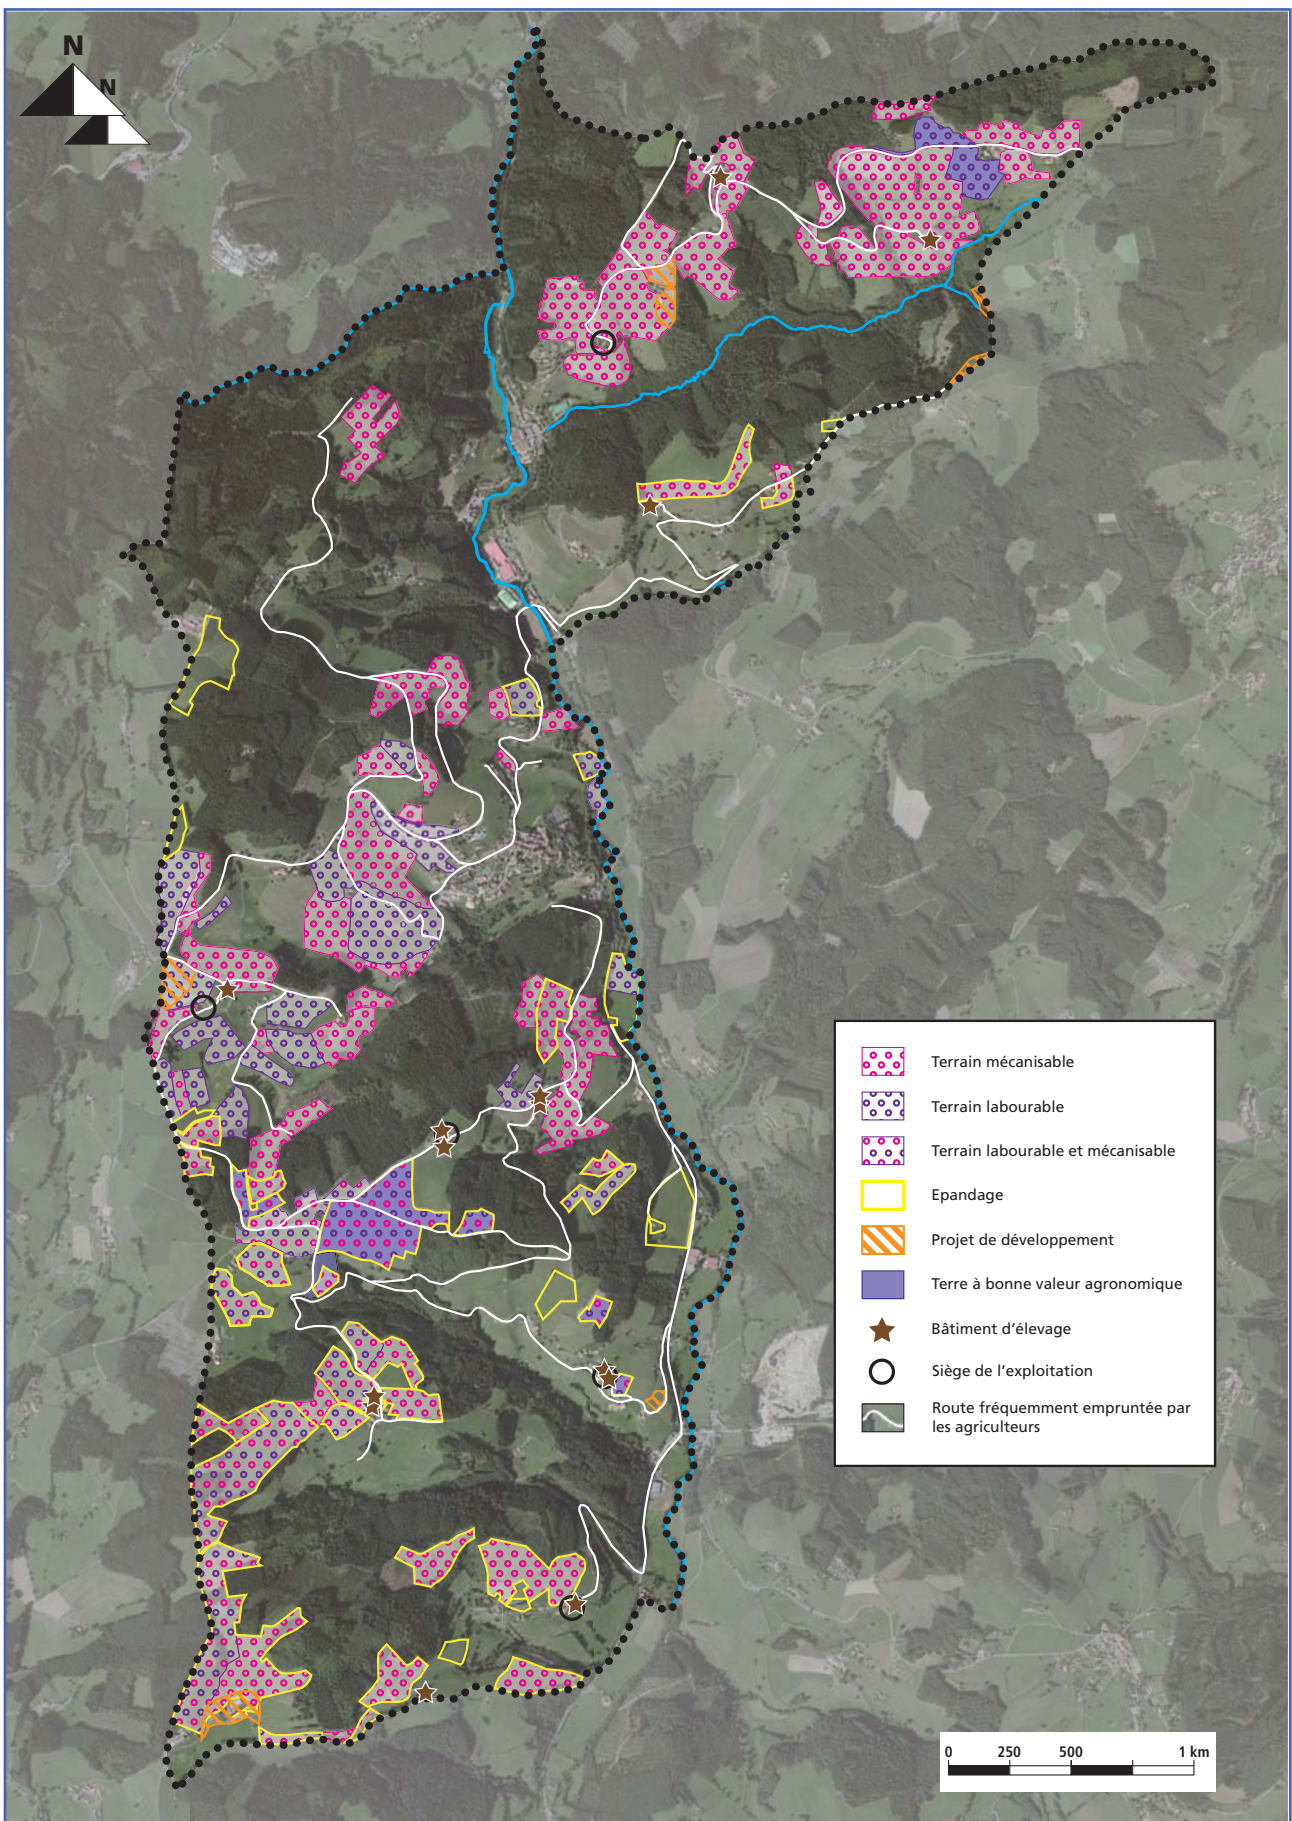 N
N
Terrain mécanisable
Terrain labourable
Terrain labourable et mécanisable
Epandage
Projet de développement
Terre à bonne valeur agronomique
Bâtiment d’élevage
Siège de l’exploitation
Route fréquemment empruntée par
les agriculteurs
0 250 500 1 km